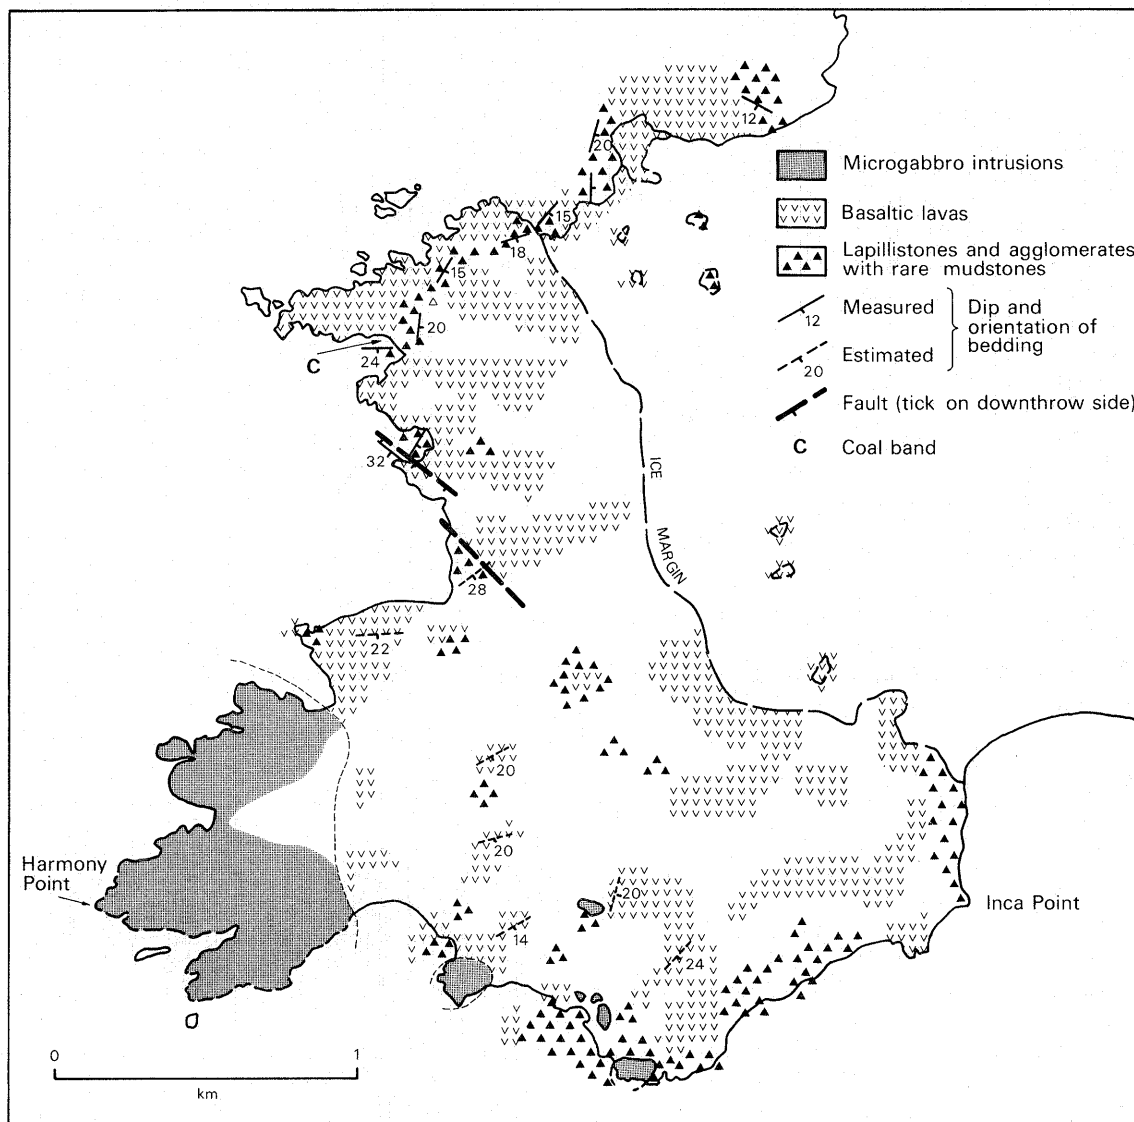 12
20
Microgabbro intrusions
15
Basaltic lavas
18
Lapillistones and agglomerates
with rare mudstones
15
Measured
12
Dip and
orientation of
bedding
20
Estimated
20
24
C
Fault (tick on downthrow side)
C
Coal band
32
ICE
MARGIN
28
22
20
20
Harmony
Point
20
Inca Point
14
24
0
1
km